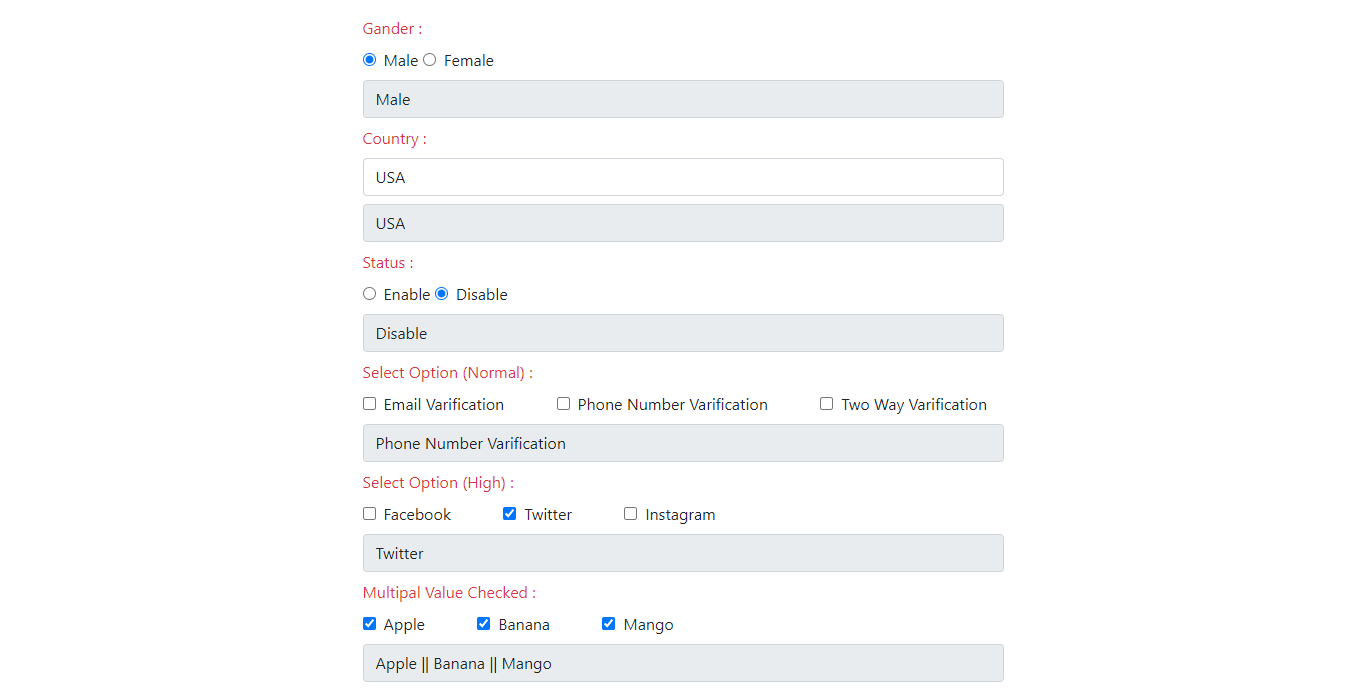 Gander :
Male Female
Male
Country :
USA
USA
Status :
Enable Disable
Disable
Select Option (Normal) :
Email Varification Phone Number Varification Two Way Varification
Phone Number Varification
Select Option (High) :
Facebook Twitter Instagram
Twitter
Multipal Value Checked :
Apple Banana Mango
Apple || Banana || Mango